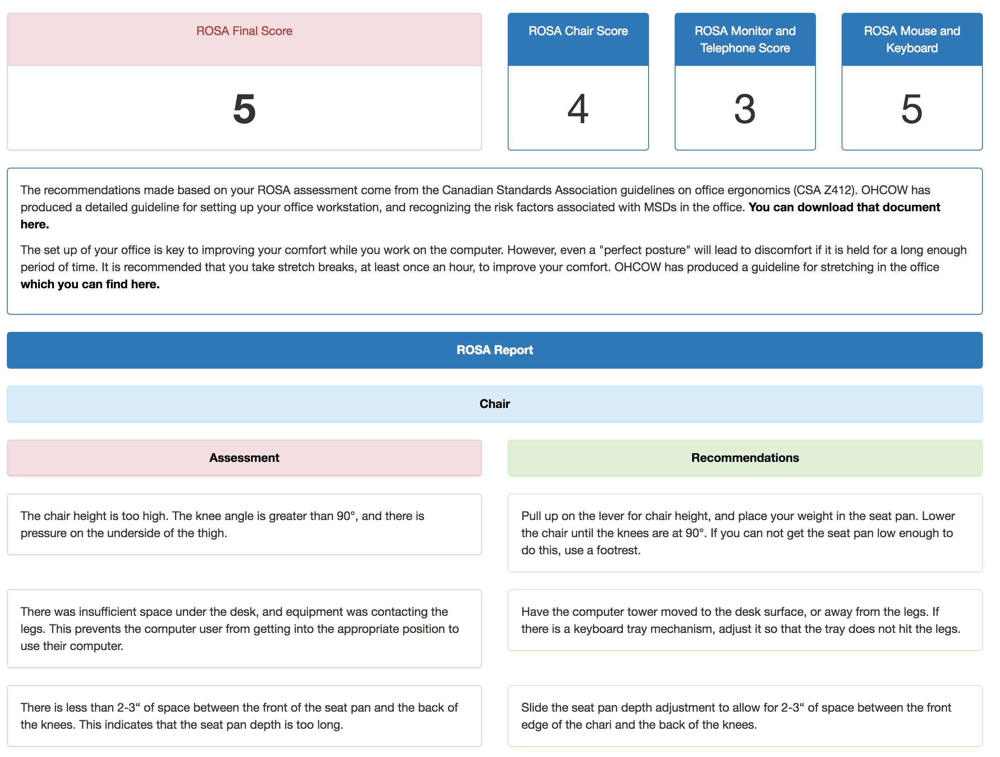 ROSA Final Score
5
ROSA Chair Score
4
ROSA Monitor and
Telephone Score
3
ROSA Mouse and
Keyboard
5
The recommendations made based on your ROSA assessment come from the Canadian Standards Association guidelines on office ergonomics (CSA Z412). OHCOW has
produced a detailed guideline for setting up your office workstation, and recognizing the risk factors associated with MSDs in the office. You can download that document
here.
The set up of your office is key to improving your comfort while you work on the computer. However, even a "perfect posture" will lead to discomfort if it is held for a long enough
period of time. It is recommended that you take stretch breaks, at least once an hour, to improve your comfort. OHCOW has produced a guideline for stretching in the office
which you can find here.
ROSA Report
Chair
Assessment
Recommendations
The chair height is too high. The knee angle is greater than 90°, and there is
pressure on the underside of the thigh.
Pull up on the lever for chair height, and place your weight in the seat pan. Lower
the chair until the knees are at 90°. If you can not get the seat pan low enough to
do this, use a footrest.
There was insufficient space under the desk, and equipment was contacting the
legs. This prevents the computer user from getting into the appropriate position to
use their computer.
Have the computer tower moved to the desk surface, or away from the legs. If
there is a keyboard tray mechanism, adjust it so that the tray does not hit the legs.
There is less than 2-3“ of space between the front of the seat pan and the back of
the knees. This indicates that the seat pan depth is too long.
Slide the seat pan depth adjustment to allow for 2-3“ of space between the front
edge of the chari and the back of the knees.